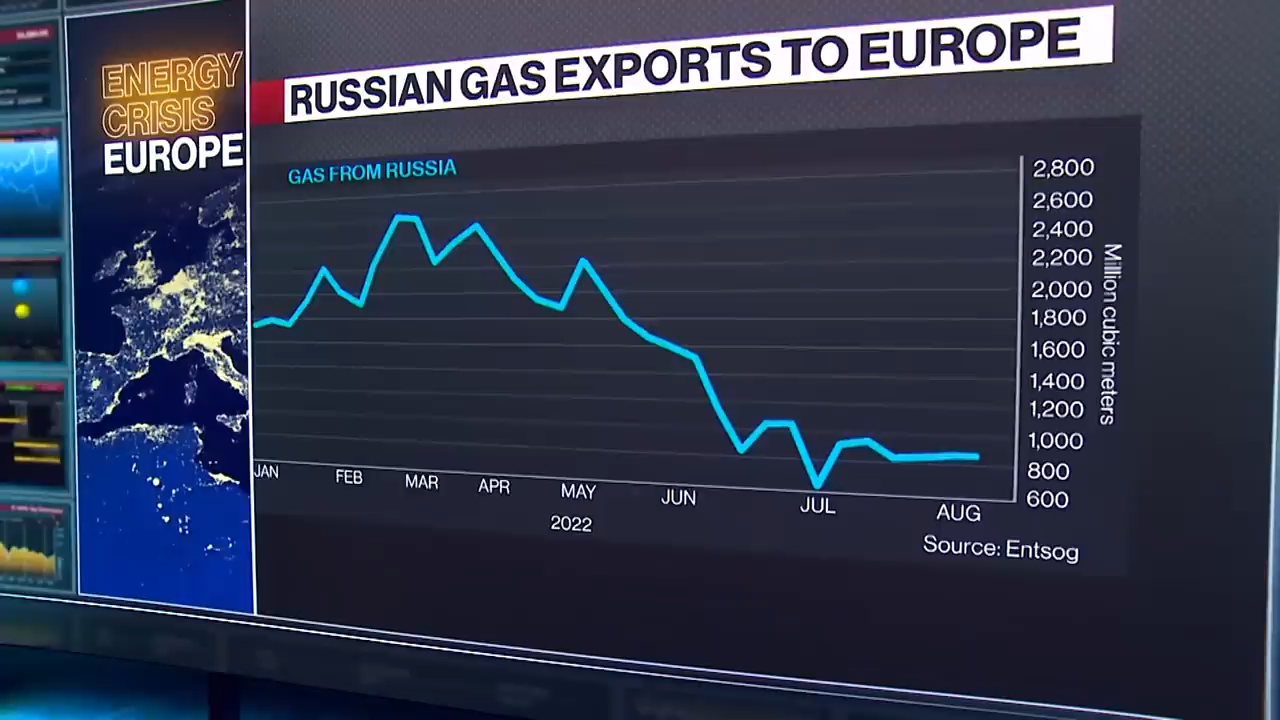 ENERGY
CRISIS
EUROPE
RUSSIAN GAS EXPORTS TO EUROPE
GAS FROM RUSSIA
2,800
2,600
2,400
2,200
2,000
1,800
1,600
1,400
1,200
1,000
800
600
Million cubic meters
JAN FEB MAR APR MAY JUN JUL AUG
2022
Source: Entsog